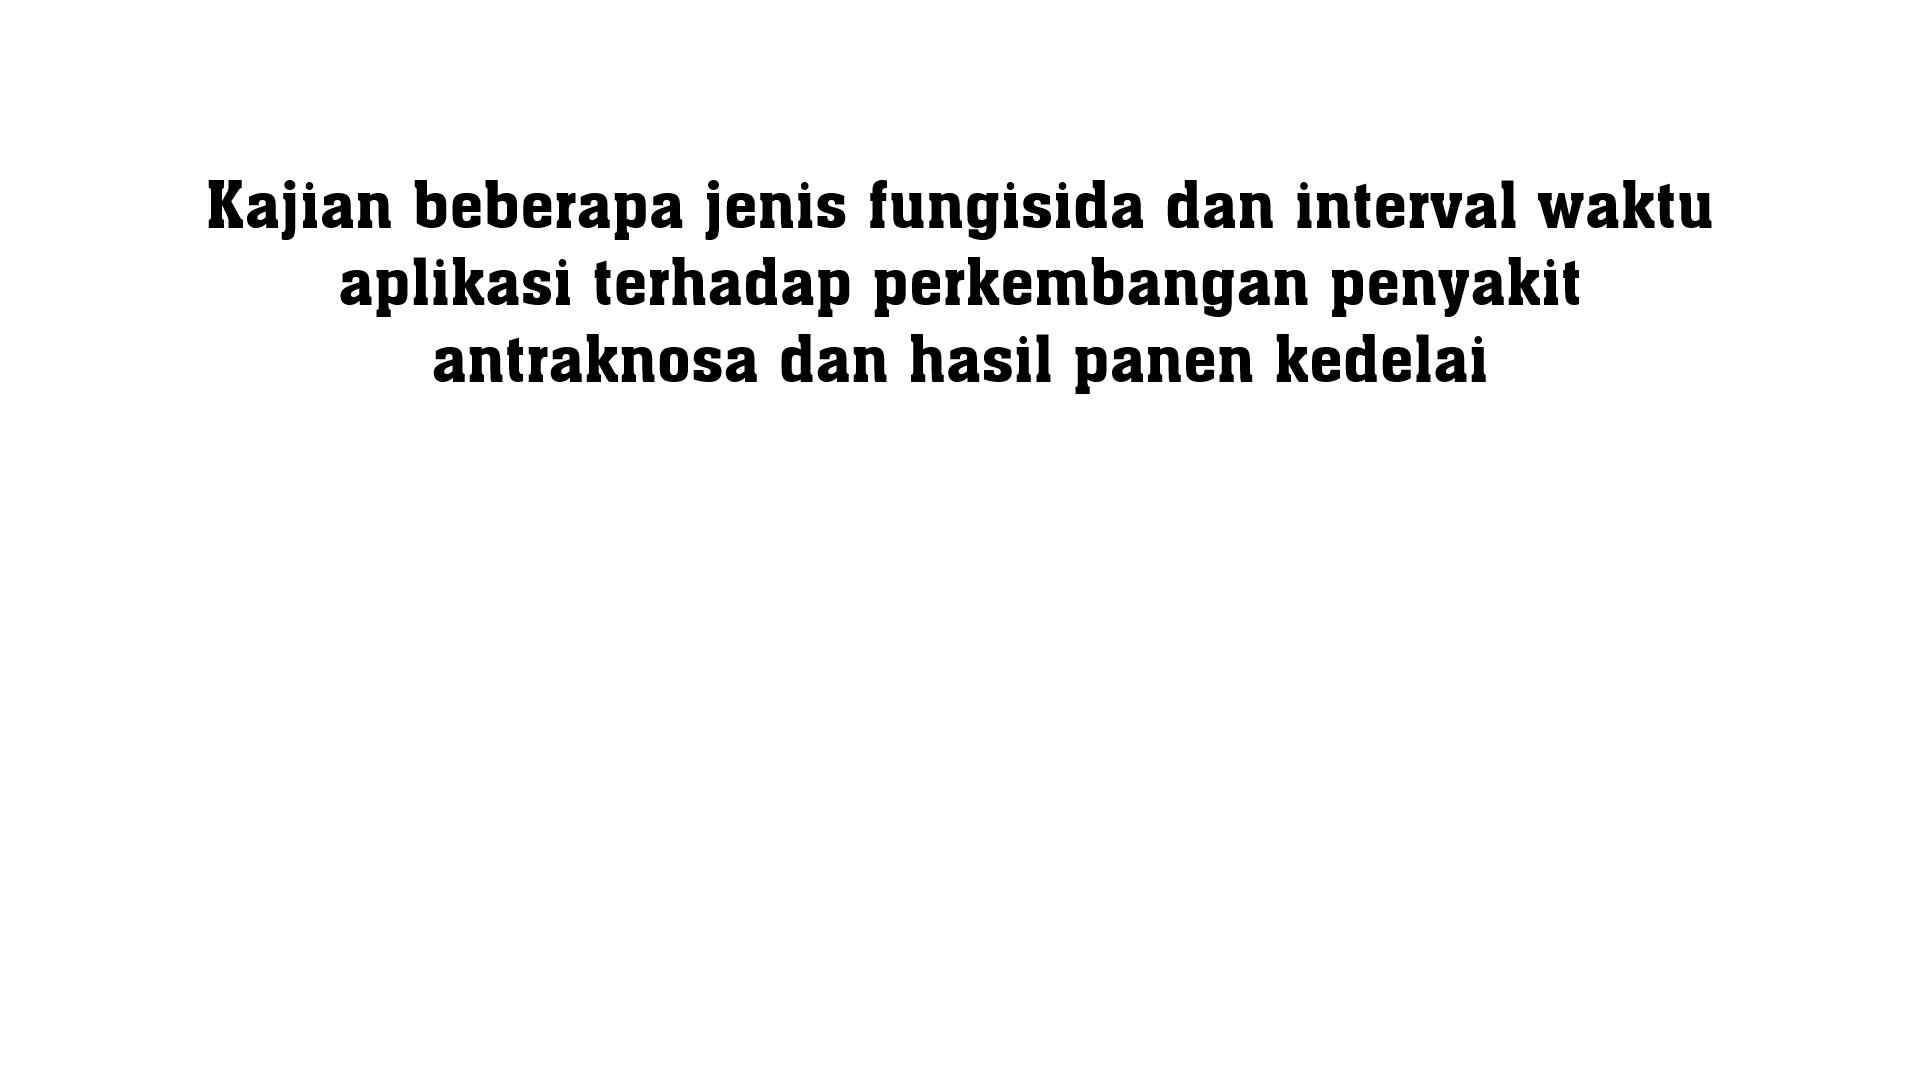 Kajian beberapa jenis fungisida dan interval waktu
aplikasi terhadap perkembangan penyakit
antraknosa dan hasil panen kedelai